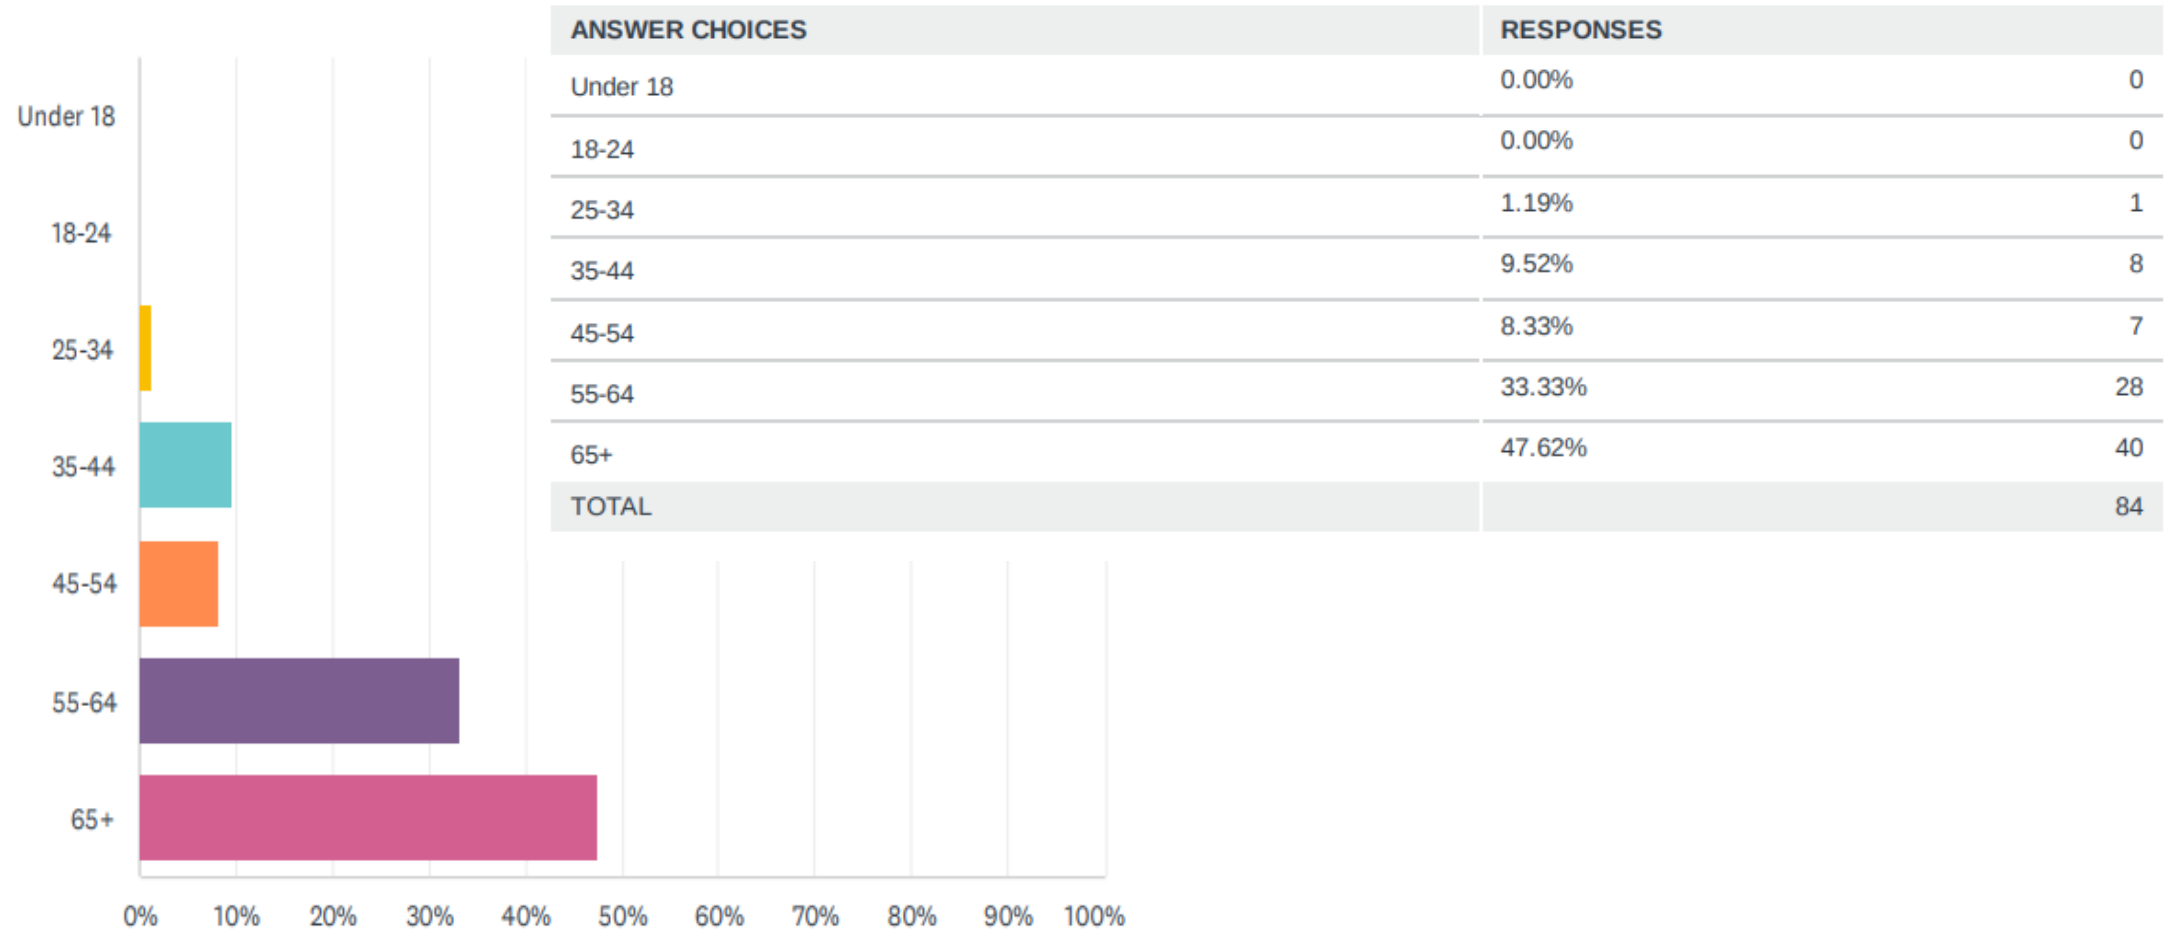 ANSWER CHOICES RESPONSES
Under 18 0.00% 0
18-24 0.00% 0
25-34 1.19% 1
35-44 9.52% 8
45-54 8.33% 7
55-64 33.33% 28
65+ 47.62% 40
TOTAL 84
Under 18
18-24
25-34
35-44
45-54
55-64
65+
0% 10% 20% 30% 40% 50% 60% 70% 80% 90% 100%